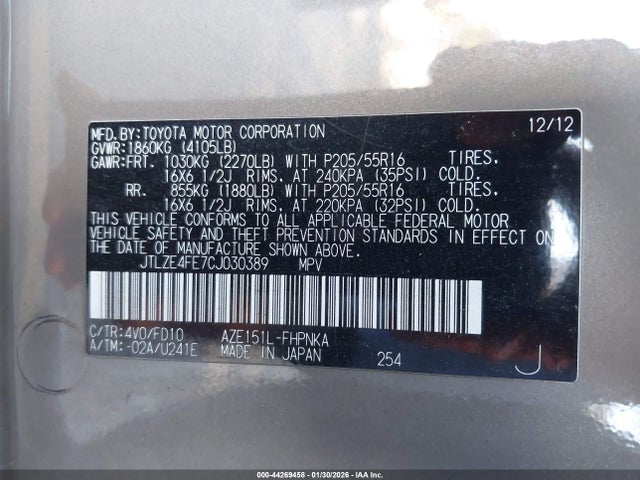 MFD.BY:TOYOTA MOTOR CORPORATION 12/12
GVWR:1860KG (4105LB)
GAWR:FRT. 1030KG (2270LB) WITH P205/55R16 TIRES.
16X6 1/2J RIMS. AT 240KPA (35PSI) COLD.
RR. 855KG (1880LB) WITH P205/55R16 TIRES.
16X6 1/2J RIMS. AT 220KPA (32PSI) COLD.
THIS VEHICLE CONFORMS TO ALL APPLICABLE FEDERAL MOTOR
VEHICLE SAFETY AND THEFT PREVENTION STANDARDS IN EFFECT ON
THE DATE OF MANUFACTURE SHOWN ABOVE.
JTLZE4FE7CJ030389 MPV
C/TR:4V0/FD10 AZE151L-FHPNKA
A/TM:-02A/U241E MADE IN JAPAN 254 J
000-44269458 | 01/30/2026 | IAA Inc.